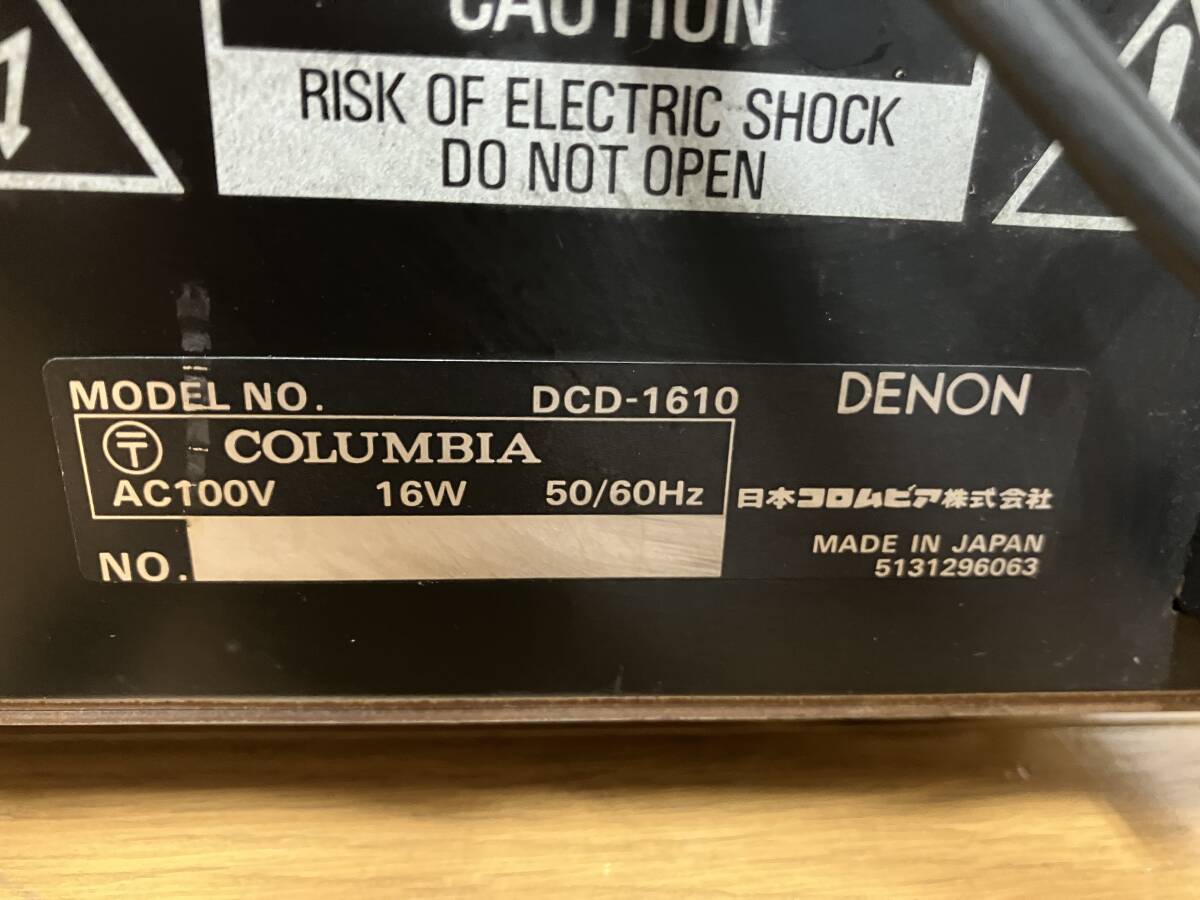 CAUTION
RISK OF ELECTRIC SHOCK
DO NOT OPEN
MODEL NO. DCD-1610 DENON
〒 COLUMBIA
AC100V 16W 50/60Hz
日本コロムビア株式会社
NO.
MADE IN JAPAN
5131296063